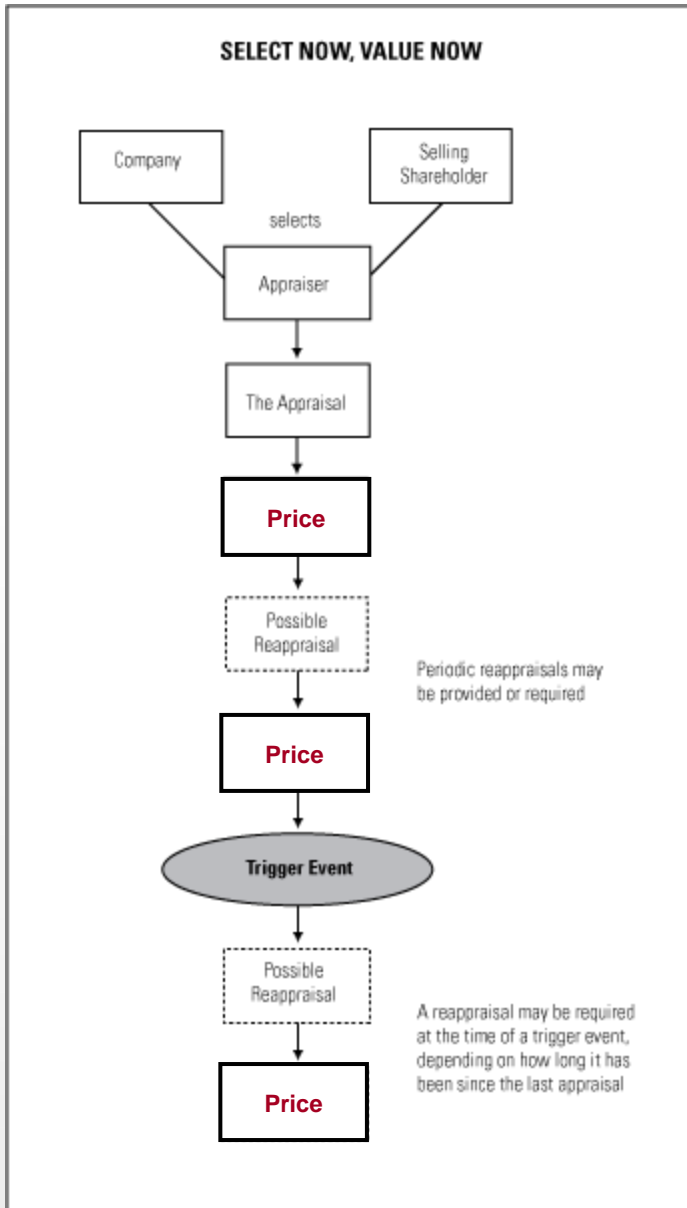 SELECT NOW, VALUE NOW
Company
Selling
Shareholder
selects
Appraiser
The Appraisal
Price
Possible
Reappraisal
Periodic reappraisals may
be provided or required
Price
Trigger Event
Possible
Reappraisal
A reappraisal may be required
at the time of a trigger event,
depending on how long it has
been since the last appraisal
Price